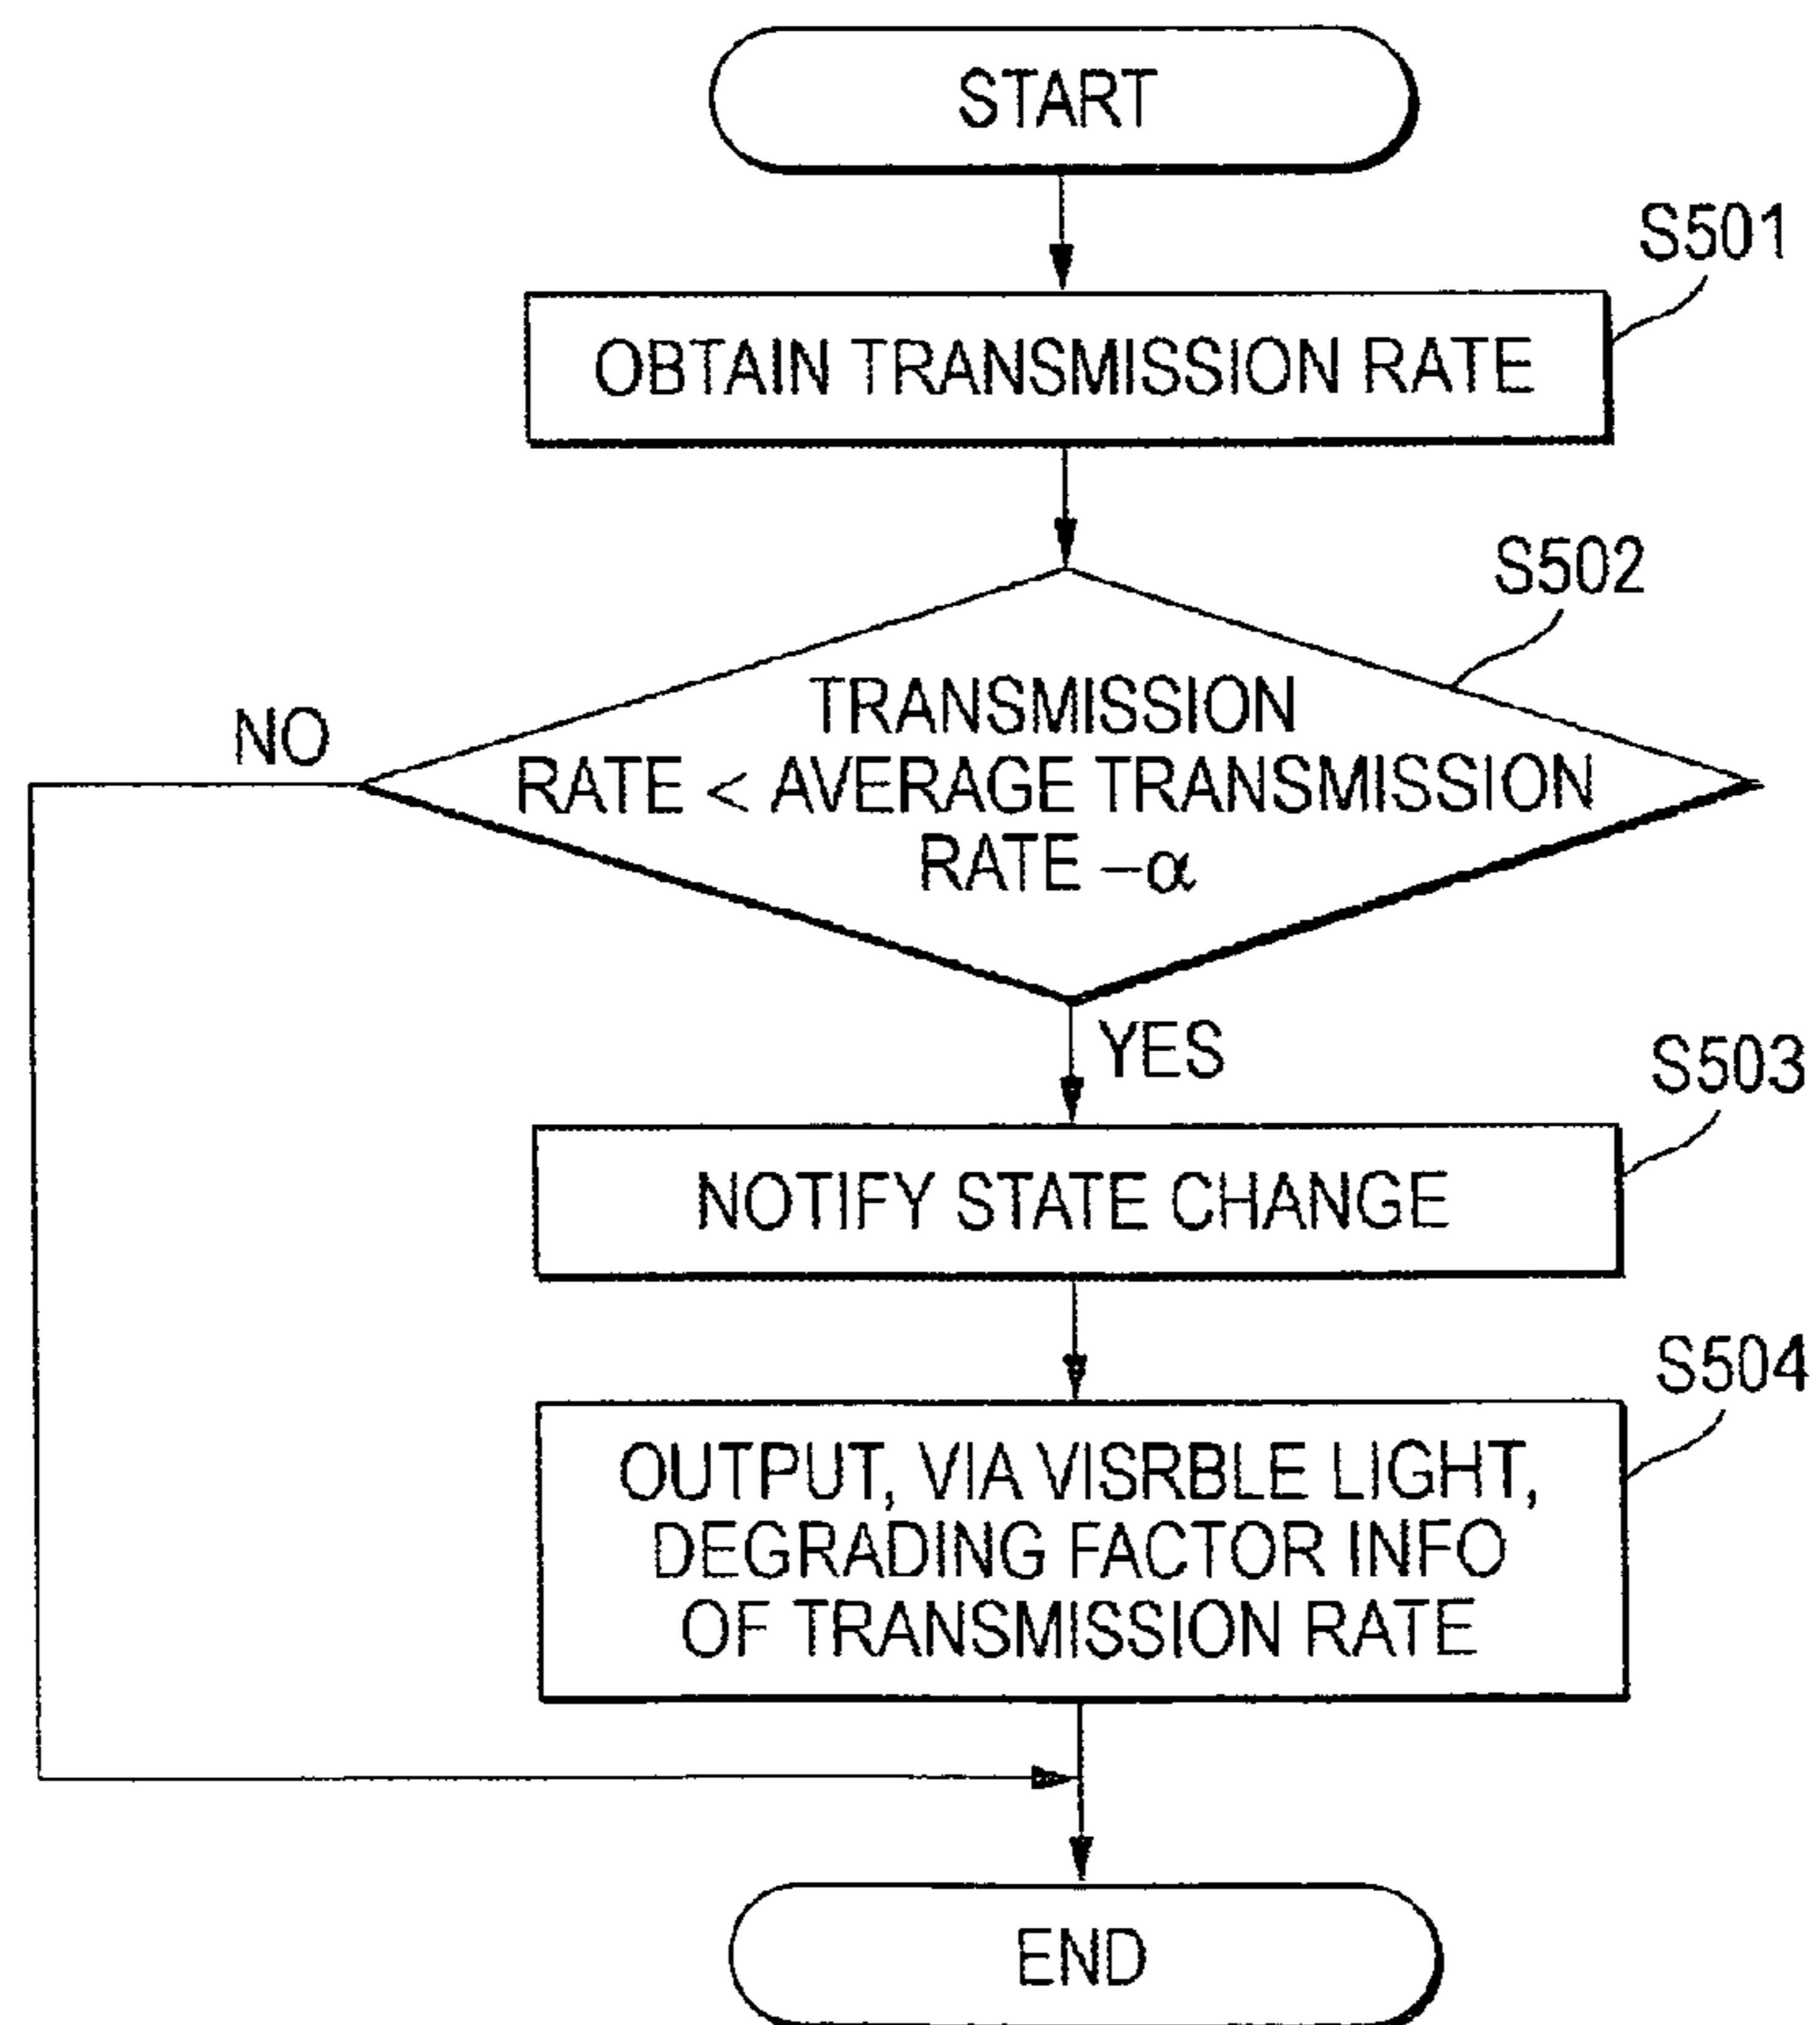 START
S501
OBTAIN TRANSMISSION RATE
S502
TRANSMISSION
RATE < AVERAGE TRANSMISSION
RATE –α
NO
YES
S503
NOTIFY STATE CHANGE
S504
OUTPUT, VIA VISRBLE LIGHT,
DEGRADING FACTOR INFO
OF TRANSMISSION RATE
END